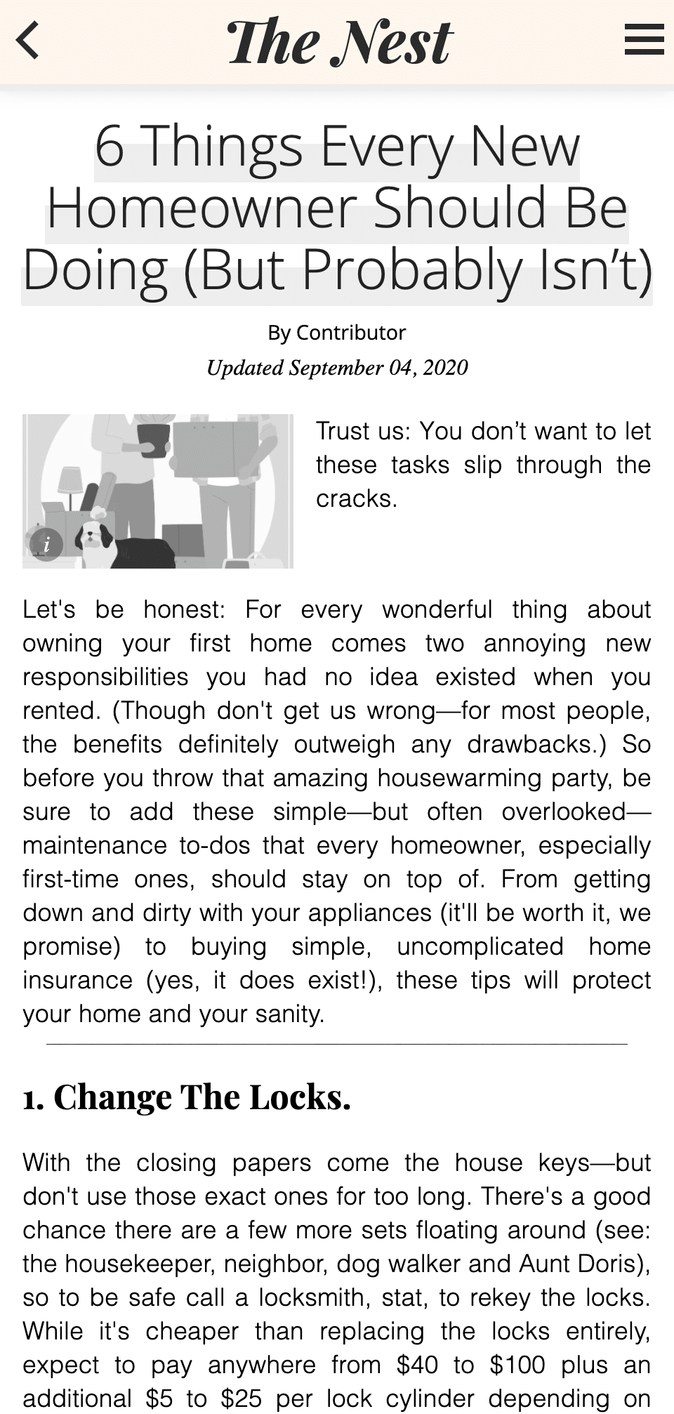 The Nest
6 Things Every New
Homeowner Should Be
Doing (But Probably Isn’t)
By Contributor
Updated September 04, 2020
Trust us: You don’t want to let
these tasks slip through the
cracks.
i
Let's be honest: For every wonderful thing about
owning your first home comes two annoying new
responsibilities you had no idea existed when you
rented. (Though don't get us wrong—for most people,
the benefits definitely outweigh any drawbacks.) So
before you throw that amazing housewarming party, be
sure to add these simple—but often overlooked—
maintenance to-dos that every homeowner, especially
first-time ones, should stay on top of. From getting
down and dirty with your appliances (it'll be worth it, we
promise) to buying simple, uncomplicated home
insurance (yes, it does exist!), these tips will protect
your home and your sanity.
1. Change The Locks.
With the closing papers come the house keys—but
don't use those exact ones for too long. There's a good
chance there are a few more sets floating around (see:
the housekeeper, neighbor, dog walker and Aunt Doris),
so to be safe call a locksmith, stat, to rekey the locks.
While it's cheaper than replacing the locks entirely,
expect to pay anywhere from $40 to $100 plus an
additional $5 to $25 per lock cylinder depending on